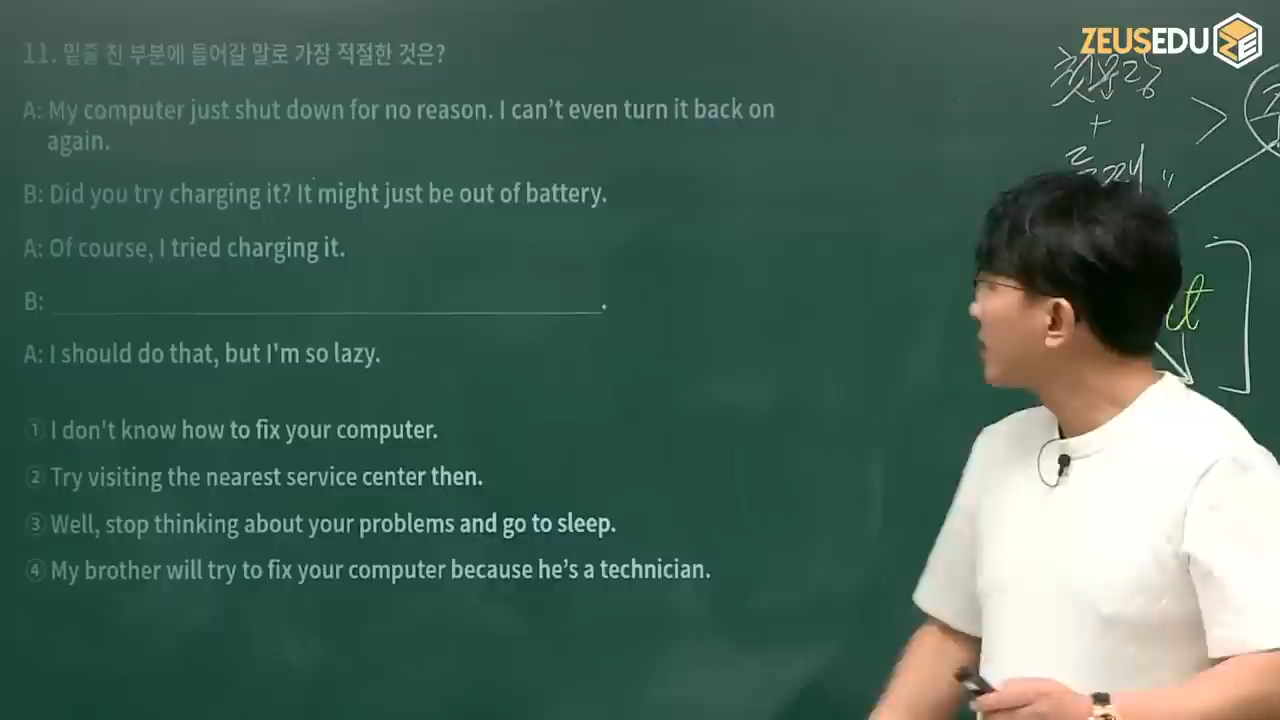 ZEUSEDU
11. 밑줄 친 부분에 들어갈 말로 가장 적절한 것은?
A: My computer just shut down for no reason. I can’t even turn it back on
again.
B: Did you try charging it? It might just be out of battery.
A: Of course, I tried charging it.
B: ______________________________.
A: I should do that, but I'm so lazy.
① I don't know how to fix your computer.
② Try visiting the nearest service center then.
③ Well, stop thinking about your problems and go to sleep.
④ My brother will try to fix your computer because he’s a technician.
+
it